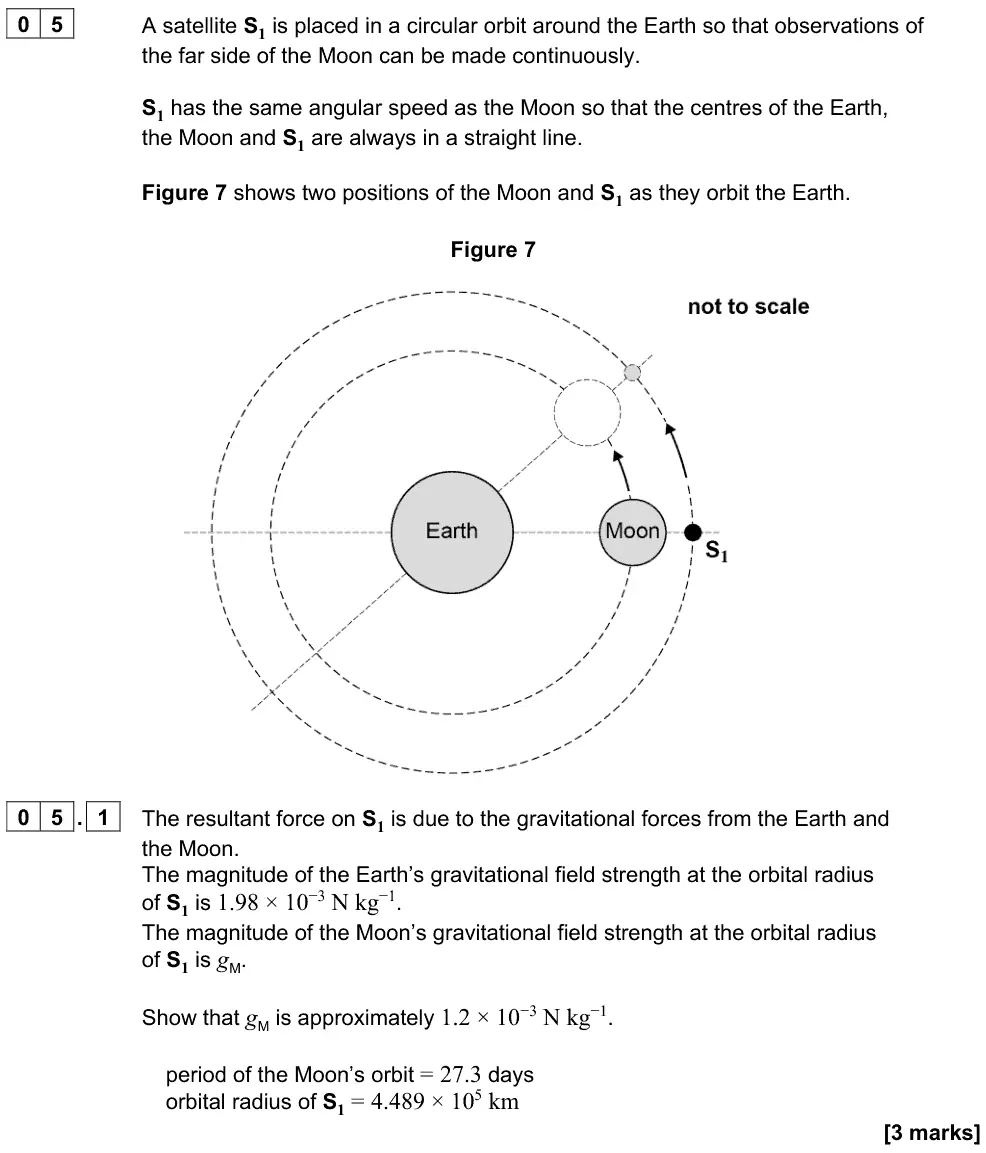 0 5 A satellite S₁ is placed in a circular orbit around the Earth so that observations of
the far side of the Moon can be made continuously.
S₁ has the same angular speed as the Moon so that the centres of the Earth,
the Moon and S₁ are always in a straight line.
Figure 7 shows two positions of the Moon and S₁ as they orbit the Earth.
Figure 7
not to scale
Earth
Moon
S₁
0 5 . 1 The resultant force on S₁ is due to the gravitational forces from the Earth and
the Moon.
The magnitude of the Earth’s gravitational field strength at the orbital radius
of S₁ is 1.98 × 10⁻³ N kg⁻¹.
The magnitude of the Moon’s gravitational field strength at the orbital radius
of S₁ is g_M.
Show that g_M is approximately 1.2 × 10⁻³ N kg⁻¹.
period of the Moon’s orbit = 27.3 days
orbital radius of S₁ = 4.489 × 10⁵ km
[3 marks]